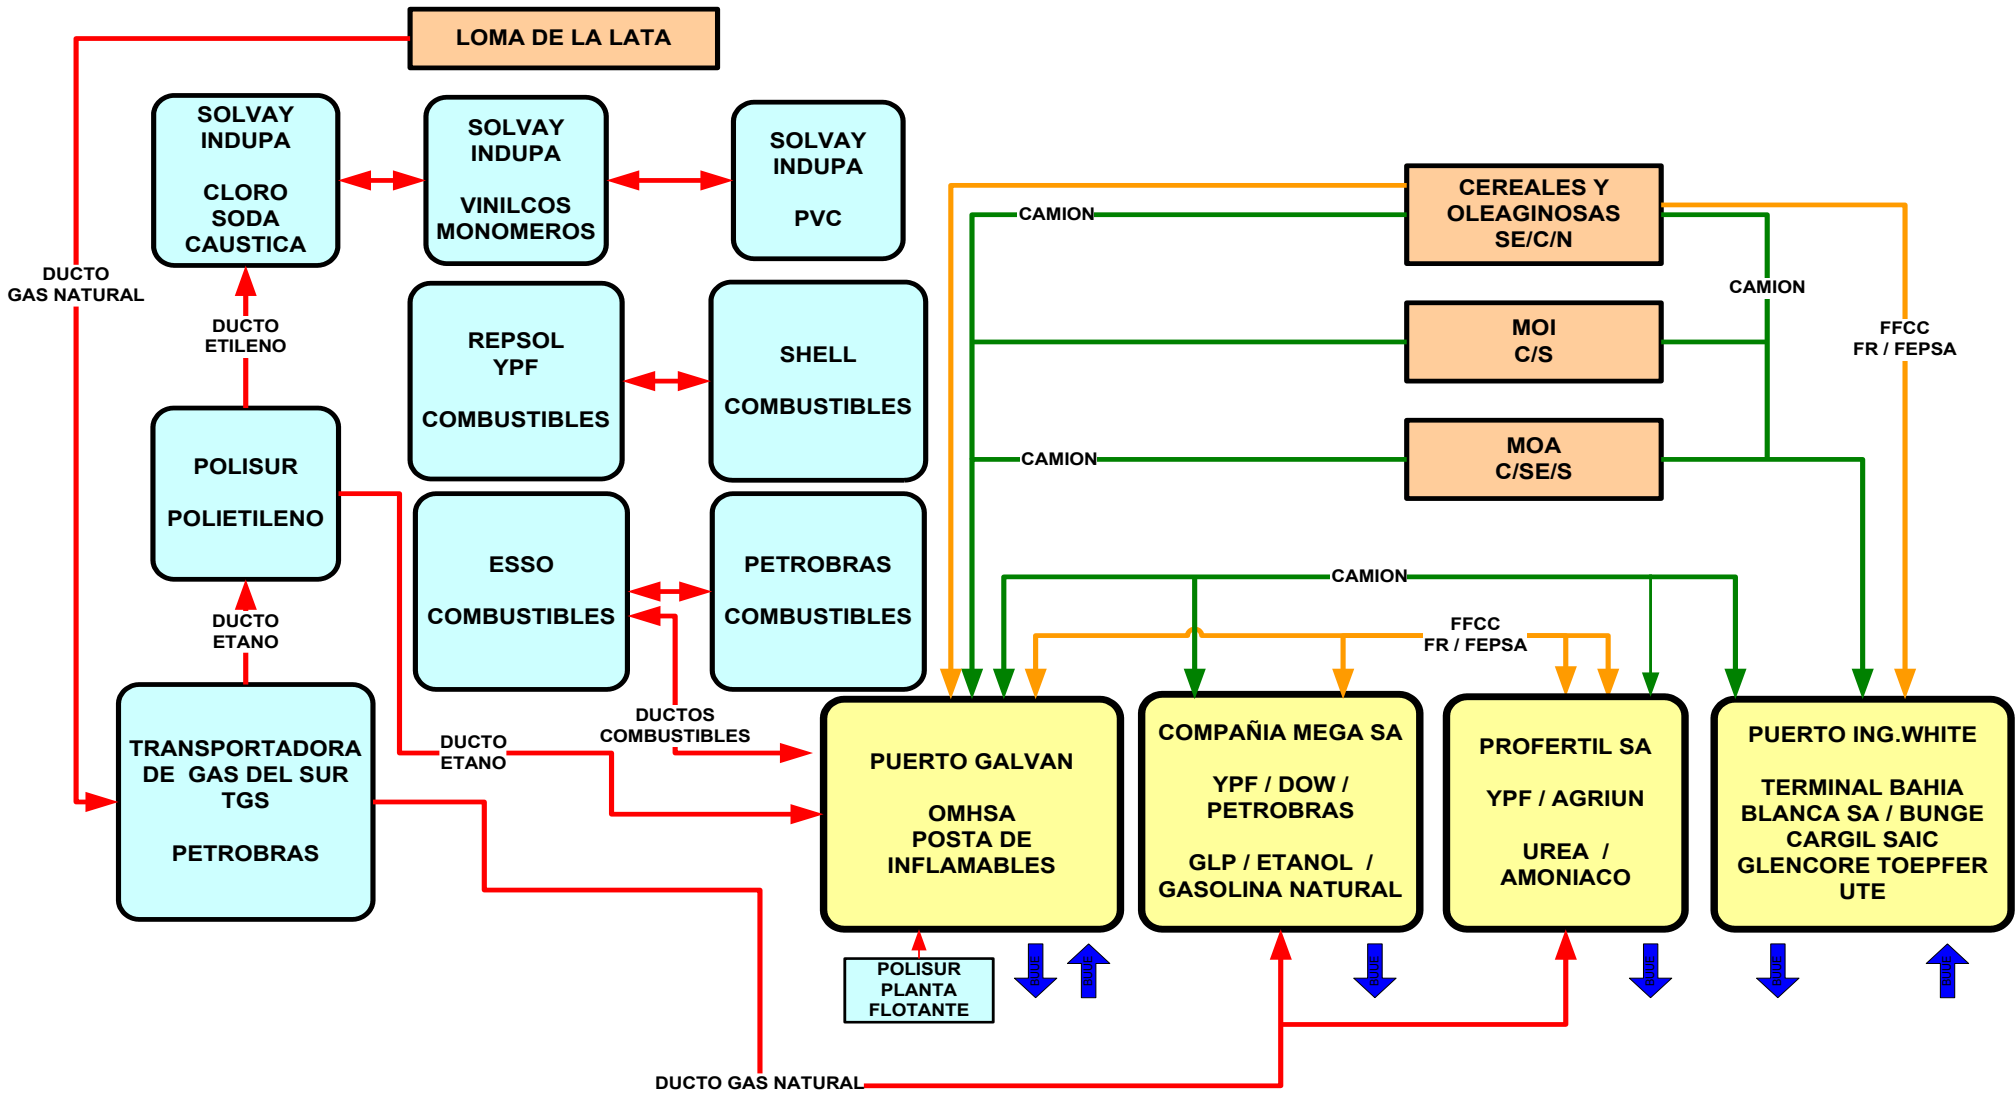 LOMA DE LA LATA
SOLVAY
INDUPA
CLORO
SODA
CAUSTICA
SOLVAY
INDUPA
VINILCOS
MONOMEROS
SOLVAY
INDUPA
PVC
CEREALES Y
OLEAGINOSAS
SE/C/N
CAMION
DUCTO
GAS NATURAL
DUCTO
ETILENO
REPSOL
YPF
COMBUSTIBLES
SHELL
COMBUSTIBLES
MOI
C/S
CAMION
FFCC
FR / FEPSA
POLISUR
POLIETILENO
CAMION
MOA
C/SE/S
ESSO
COMBUSTIBLES
PETROBRAS
COMBUSTIBLES
CAMION
DUCTO
ETANO
FFCC
FR / FEPSA
TRANSPORTADORA
DE GAS DEL SUR
TGS
PETROBRAS
DUCTO
ETANO
DUCTOS
COMBUSTIBLES
PUERTO GALVAN
OMHSA
POSTA DE
INFLAMABLES
COMPAÑIA MEGA SA
YPF / DOW /
PETROBRAS
GLP / ETANOL /
GASOLINA NATURAL
PROFERTIL SA
YPF / AGRIUN
UREA /
AMONIACO
PUERTO ING.WHITE
TERMINAL BAHIA
BLANCA SA / BUNGE
CARGIL SAIC
GLENCORE TOEPFER
UTE
POLISUR
PLANTA
FLOTANTE
DUCTO GAS NATURAL